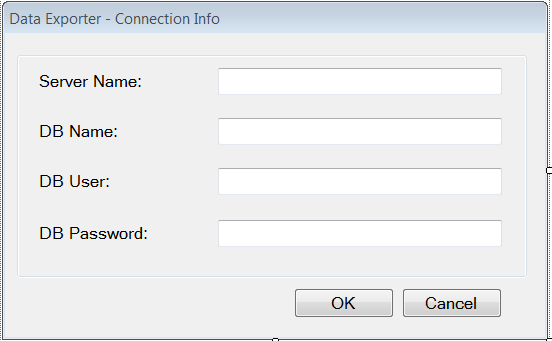 Data Exporter - Connection Info
Server Name:
DB Name:
DB User:
DB Password:
OK Cancel